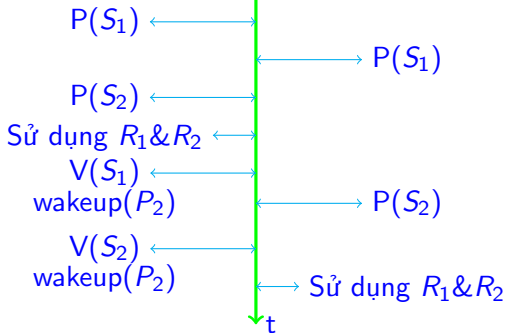 P(S₁)
P(S₁)
P(S₂)
Sử dụng R₁&R₂
V(S₁)
wakeup(P₂)
P(S₂)
V(S₂)
wakeup(P₂)
Sử dụng R₁&R₂
t